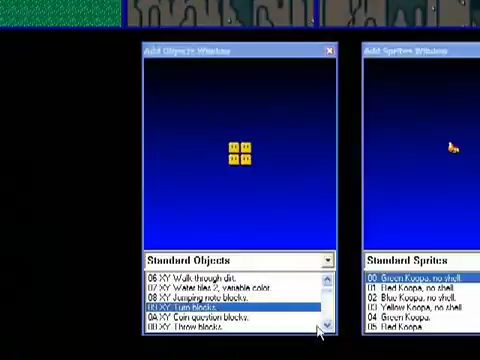 Add Objects Window
Add Sprites Window
Standard Objects
Standard Sprites
06 XY Walk through dirt.
07 XY Water tiles 2, variable color.
08 XY Jumping note blocks.
09 XY Turn blocks.
0A XY Coin question blocks.
0B XY Throw blocks.
00 Green Koopa, no shell.
01 Red Koopa, no shell.
02 Blue Koopa, no shell.
03 Yellow Koopa, no shell.
04 Green Koopa.
05 Red Koopa.